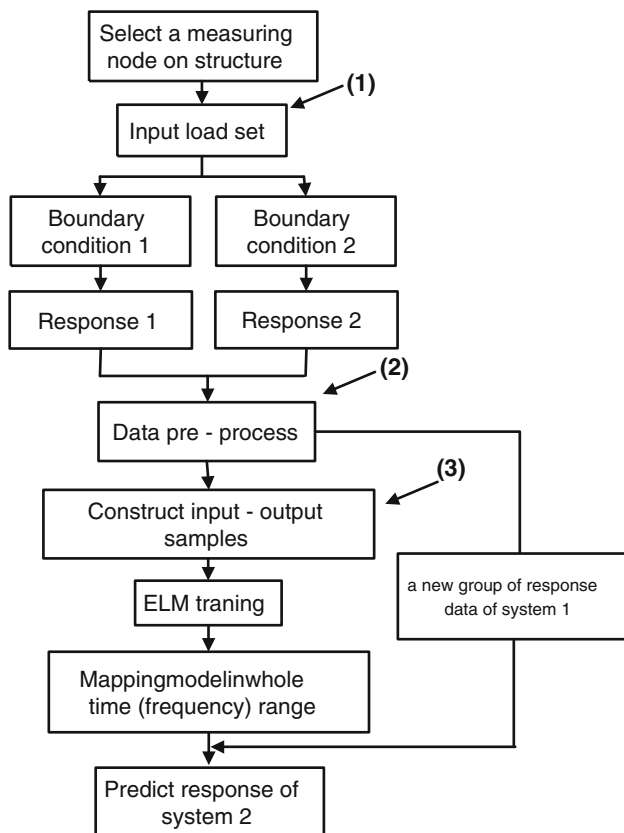 Select a measuring
node on structure
(1)
Input load set
Boundary
condition 1
Boundary
condition 2
Response 1
Response 2
(2)
Data pre - process
(3)
Construct input - output
samples
a new group of response
data of system 1
ELM traning
Mappingmodelinwhole
time (frequency) range
Predict response of
system 2